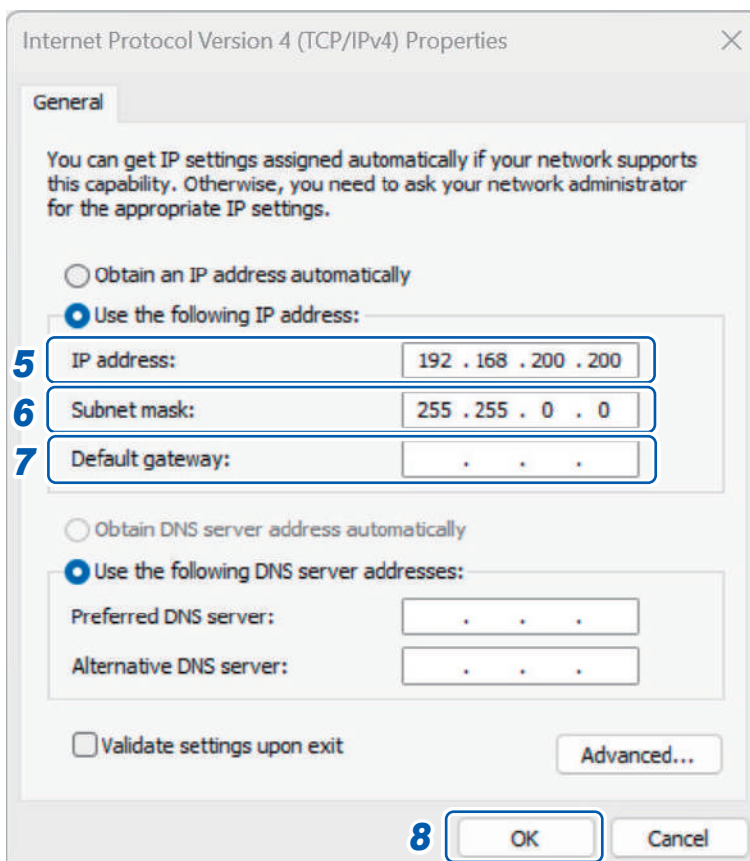 Internet Protocol Version 4 (TCP/IPv4) Properties
General
You can get IP settings assigned automatically if your network supports
this capability. Otherwise, you need to ask your network administrator
for the appropriate IP settings.
Obtain an IP address automatically
Use the following IP address:
5 IP address: 192 . 168 . 200 . 200
6 Subnet mask: 255 . 255 . 0 . 0
7 Default gateway: . . .
Obtain DNS server address automatically
Use the following DNS server addresses:
Preferred DNS server: . . .
Alternative DNS server: . . .
Validate settings upon exit
Advanced...
8 OK Cancel